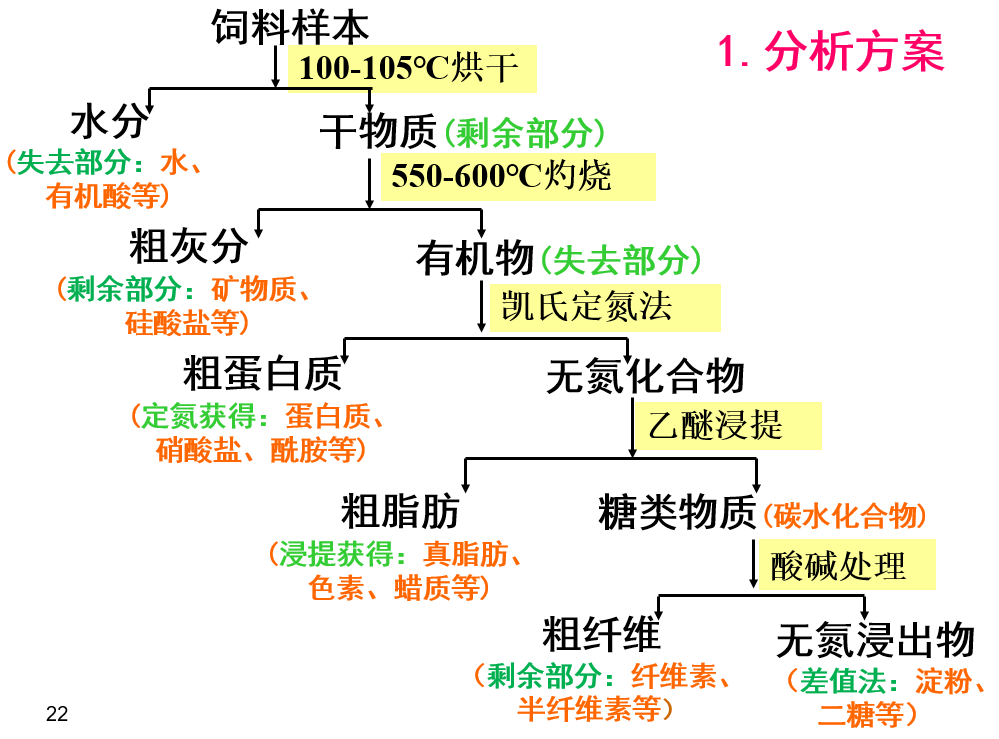 饲料样本
1.分析方案
100-105℃烘干
水分
干物质(剩余部分)
(失去部分：水、
有机酸等)
550-600℃灼烧
粗灰分
有机物(失去部分)
(剩余部分：矿物质、
硅酸盐等)
凯氏定氮法
粗蛋白质
无氮化合物
(定氮获得：蛋白质、
硝酸盐、酰胺等)
乙醚浸提
粗脂肪
糖类物质(碳水化合物)
(浸提获得：真脂肪、
色素、蜡质等)
酸碱处理
粗纤维
无氮浸出物
（剩余部分：纤维素、
半纤维素等）
（差值法：淀粉、
二糖等）
22